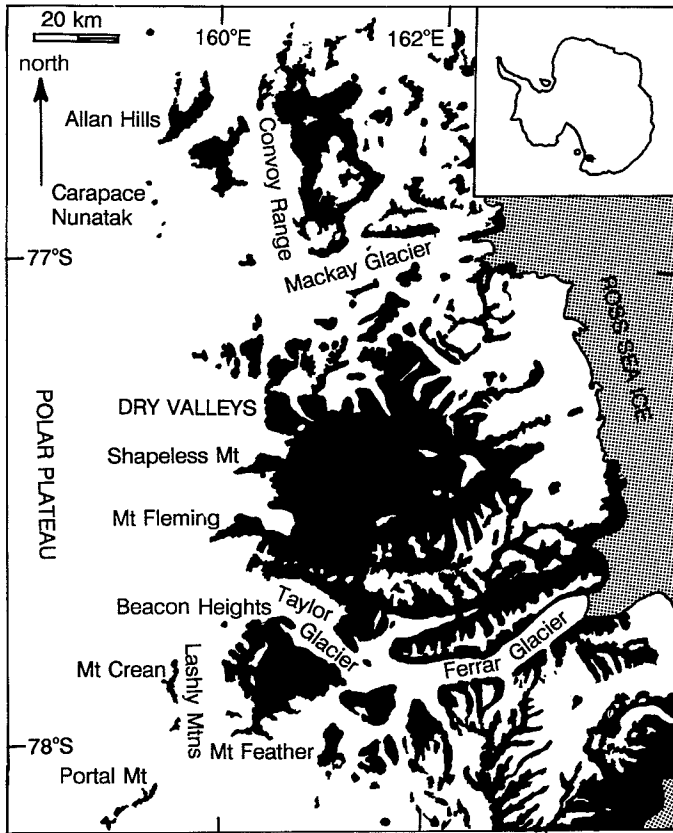 20 km
160°E
162°E
north
Allan Hills
Convoy Range
Carapace
Nunatak
77°S
Mackay Glacier
ROSS SEA ICE
POLAR PLATEAU
DRY VALLEYS
Shapeless Mt
Mt Fleming
Beacon Heights
Taylor
Glacier
Ferrar Glacier
Mt Crean
Lashly Mtns
Mt Feather
78°S
Portal Mt